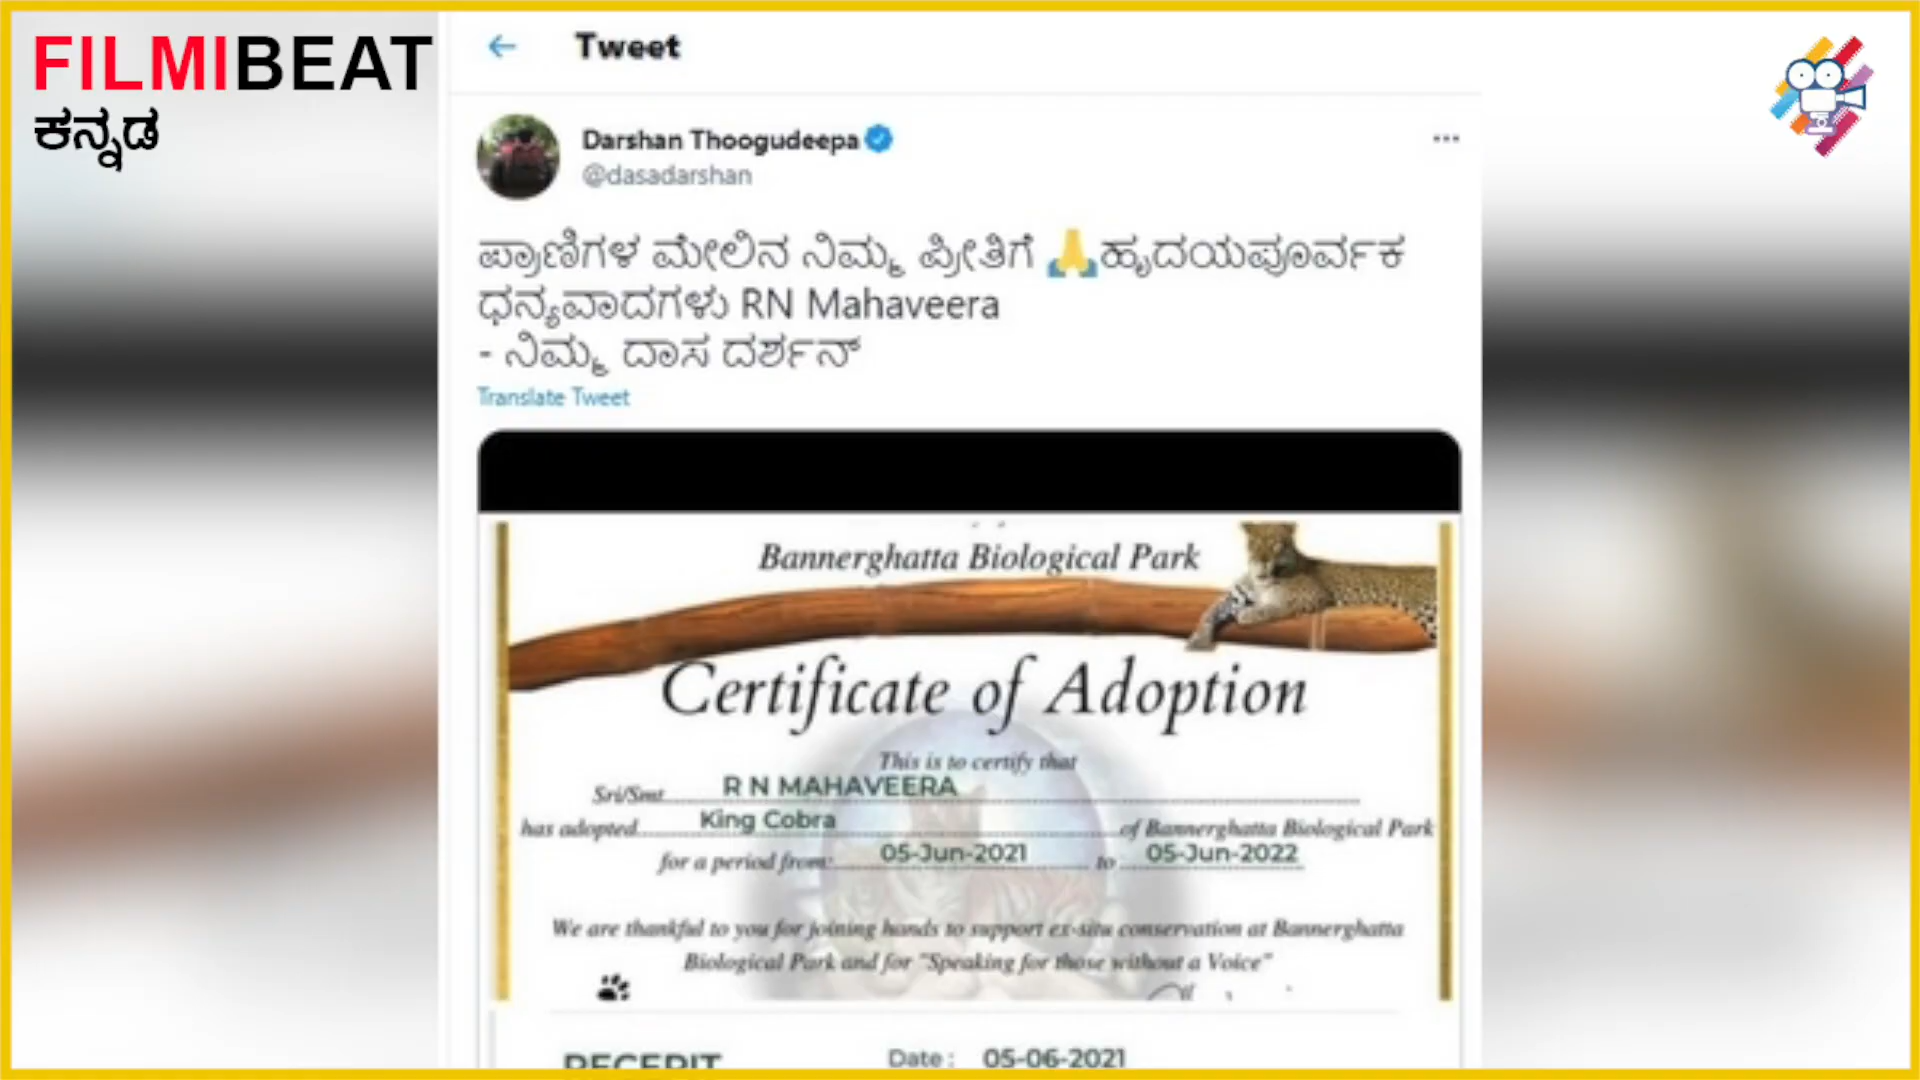 FILMIBEAT
ಕನ್ನಡ
Tweet
Darshan Thoogudeepa
@dasadarshan
ಪ್ರಾಣಿಗಳ ಮೇಲಿನ ನಿಮ್ಮ ಪ್ರೀತಿಗೆ 🙏ಹೃದಯಪೂರ್ವಕ
ಧನ್ಯವಾದಗಳು RN Mahaveera
- ನಿಮ್ಮ ದಾಸ ದರ್ಶನ್
Translate Tweet
Bannerghatta Biological Park
Certificate of Adoption
This is to certify that
Sri/Smt R N MAHAVEERA
has adopted King Cobra of Bannerghatta Biological Park
for a period from: 05-Jun-2021 to 05-Jun-2022
We are thankful to you for joining hands to support ex-situ conservation at Bannerghatta
Biological Park and for "Speaking for those without a Voice"
RECEPIT Date : 05-06-2021